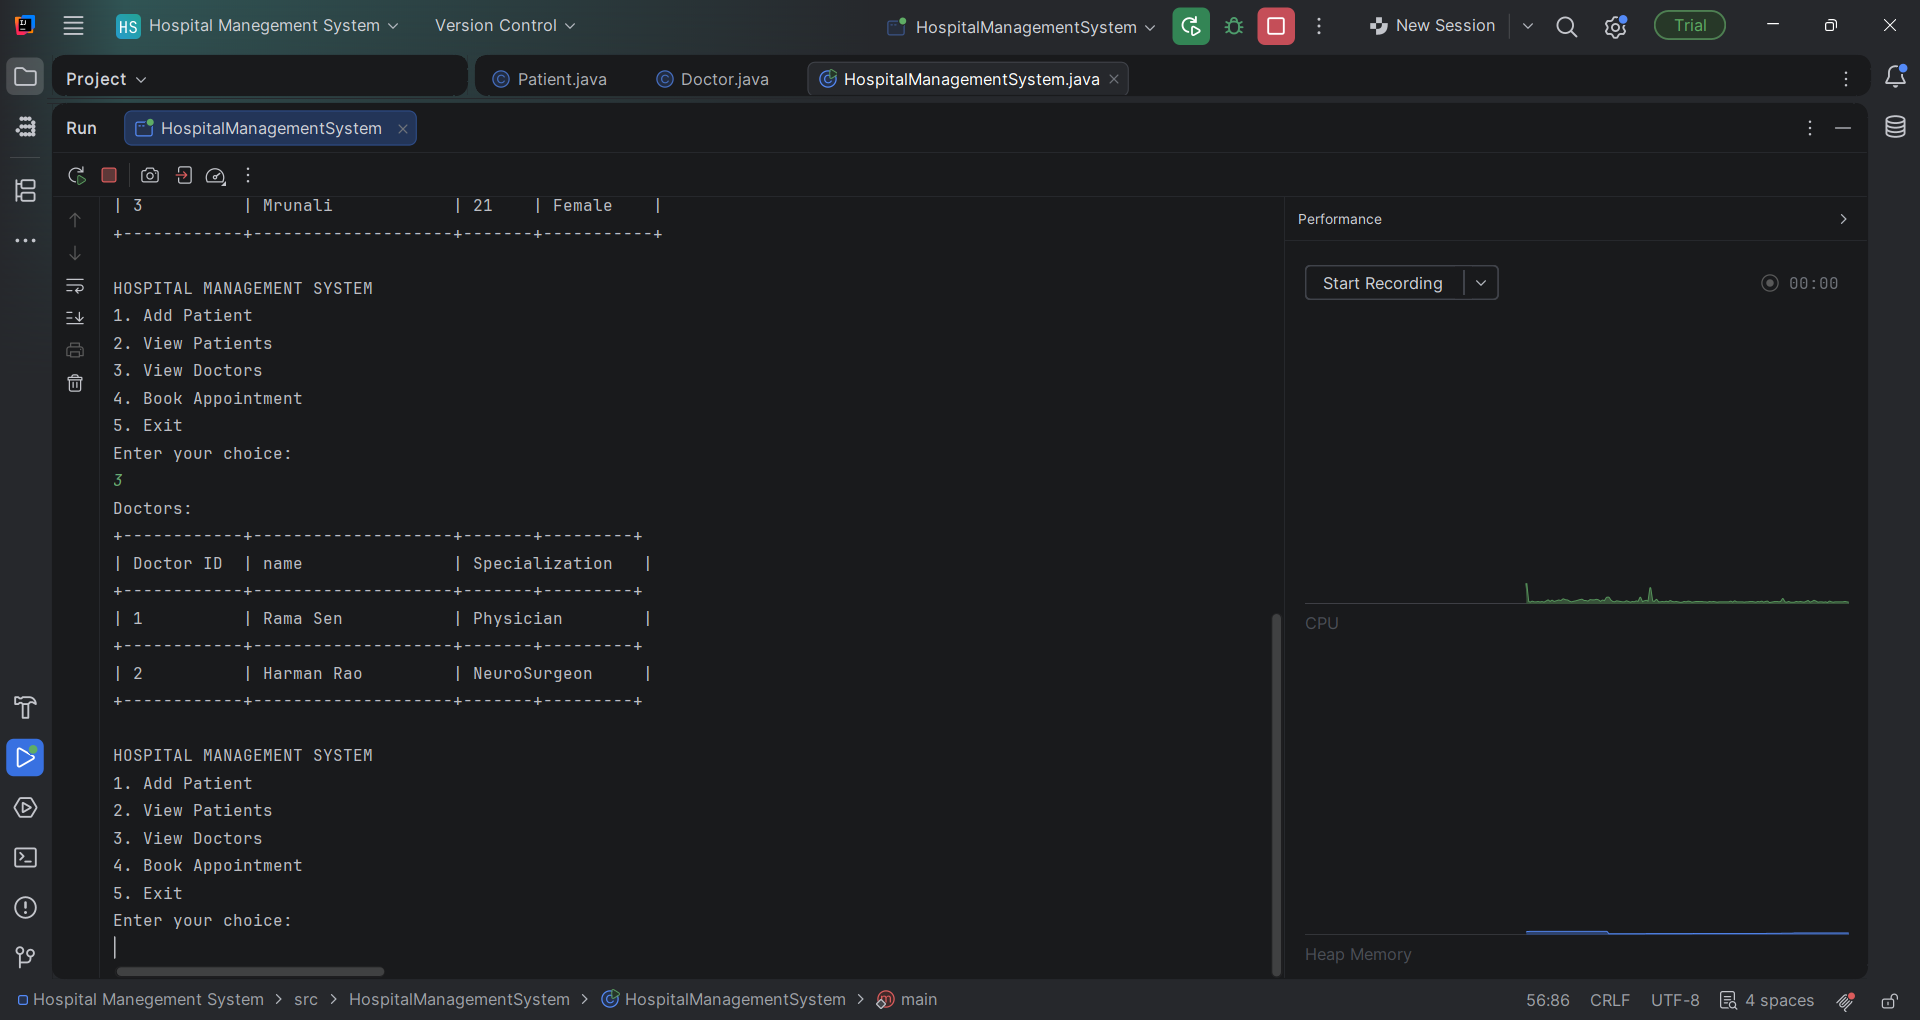 HS Hospital Manegement System Version Control HospitalManagementSystem New Session Trial
Project Patient.java Doctor.java HospitalManagementSystem.java
Run HospitalManagementSystem
| 3          | Mrunali            | 21    | Female    |
+------------+--------------------+-------+-----------+
HOSPITAL MANAGEMENT SYSTEM
1. Add Patient
2. View Patients
3. View Doctors
4. Book Appointment
5. Exit
Enter your choice:
3
Doctors:
+------------+--------------------+-------+---------+
| Doctor ID  | name               | Specialization   |
+------------+--------------------+-------+---------+
| 1          | Rama Sen           | Physician        |
+------------+--------------------+-------+---------+
| 2          | Harman Rao         | NeuroSurgeon     |
+------------+--------------------+-------+---------+
HOSPITAL MANAGEMENT SYSTEM
1. Add Patient
2. View Patients
3. View Doctors
4. Book Appointment
5. Exit
Enter your choice:
Performance
Start Recording 00:00
CPU
Heap Memory
Hospital Manegement System > src > HospitalManagementSystem > HospitalManagementSystem > main 56:86 CRLF UTF-8 4 spaces